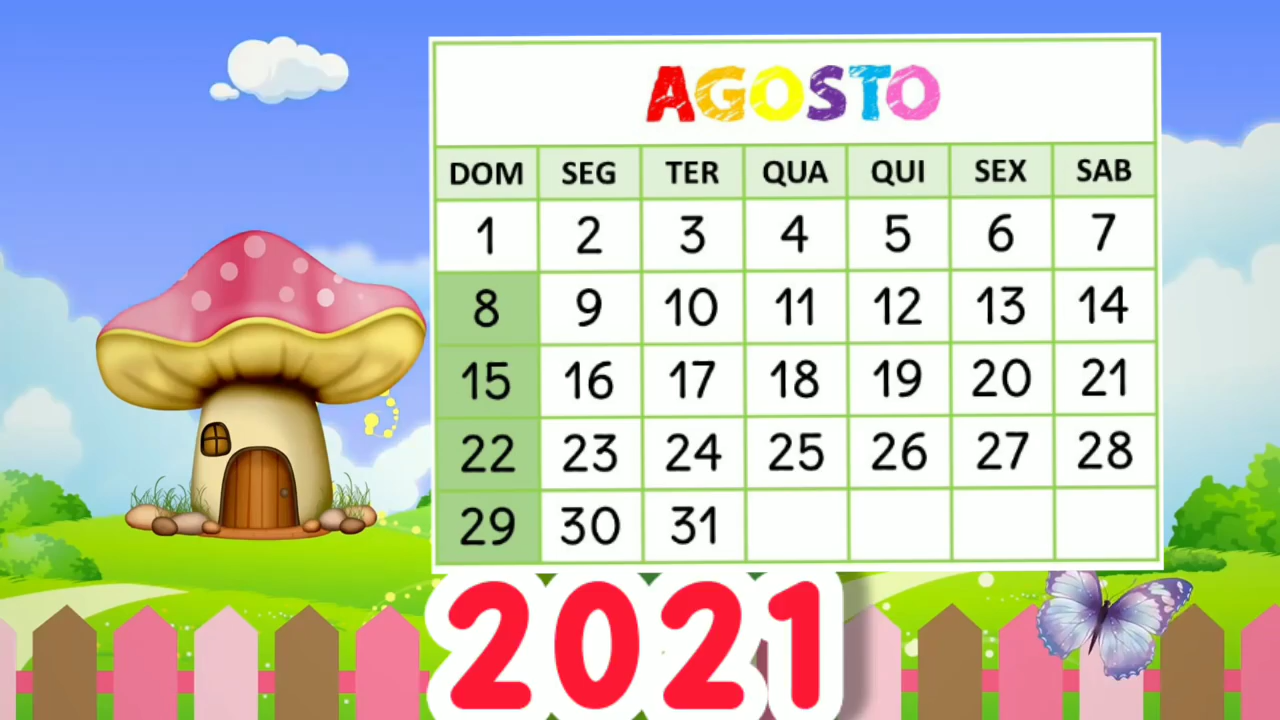 AGOSTO
DOM SEG TER QUA QUI SEX SAB
1 2 3 4 5 6 7
8 9 10 11 12 13 14
15 16 17 18 19 20 21
22 23 24 25 26 27 28
29 30 31
2021